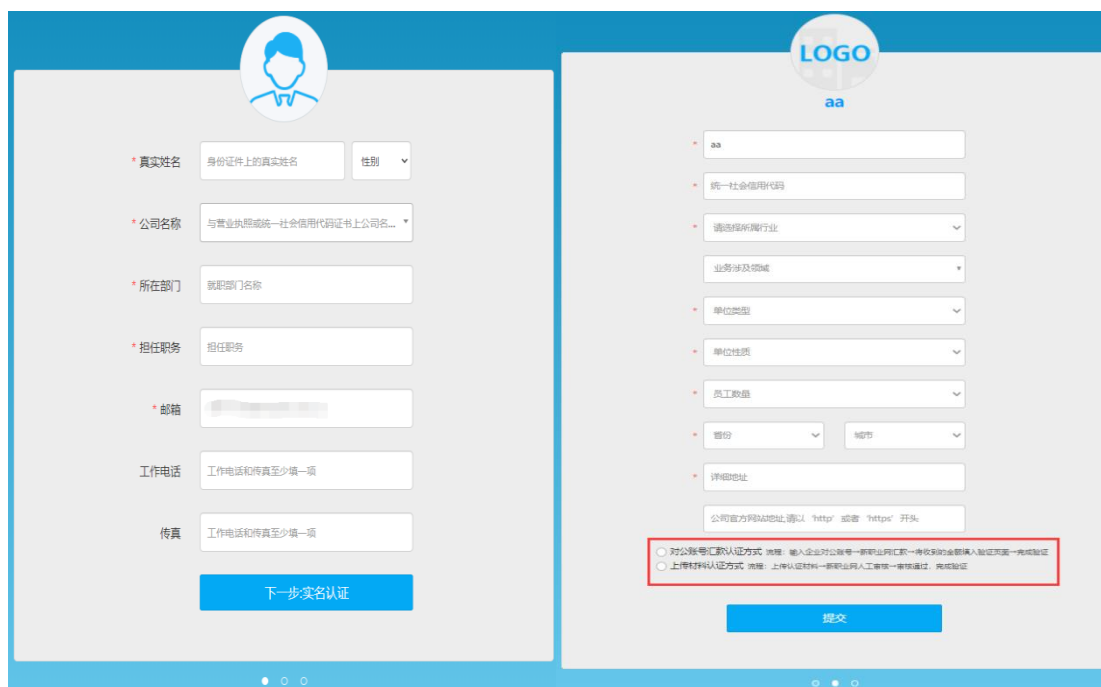 * 真实姓名 身份证件上的真实姓名 性别
* 公司名称 与营业执照或统一社会信用代码证书上公司名...
* 所在部门 就职部门名称
* 担任职务 担任职务
* 邮箱
工作电话 工作电话和传真至少填一项
传真 工作电话和传真至少填一项
下一步:实名认证
LOGO
aa
* aa
* 统一社会信用代码
* 请选择所属行业
业务涉及领域
* 单位类型
* 单位性质
* 员工数量
* 省份 城市
* 详细地址
公司官方网站地址,请以 'http' 或者 'https' 开头
对公账号汇款认证方式 流程：输入企业对公账号→新职业网汇款→将收到的金额填入验证页面→完成验证
上传材料认证方式 流程：上传认证材料→新职业网人工审核→审核通过，完成验证
提交